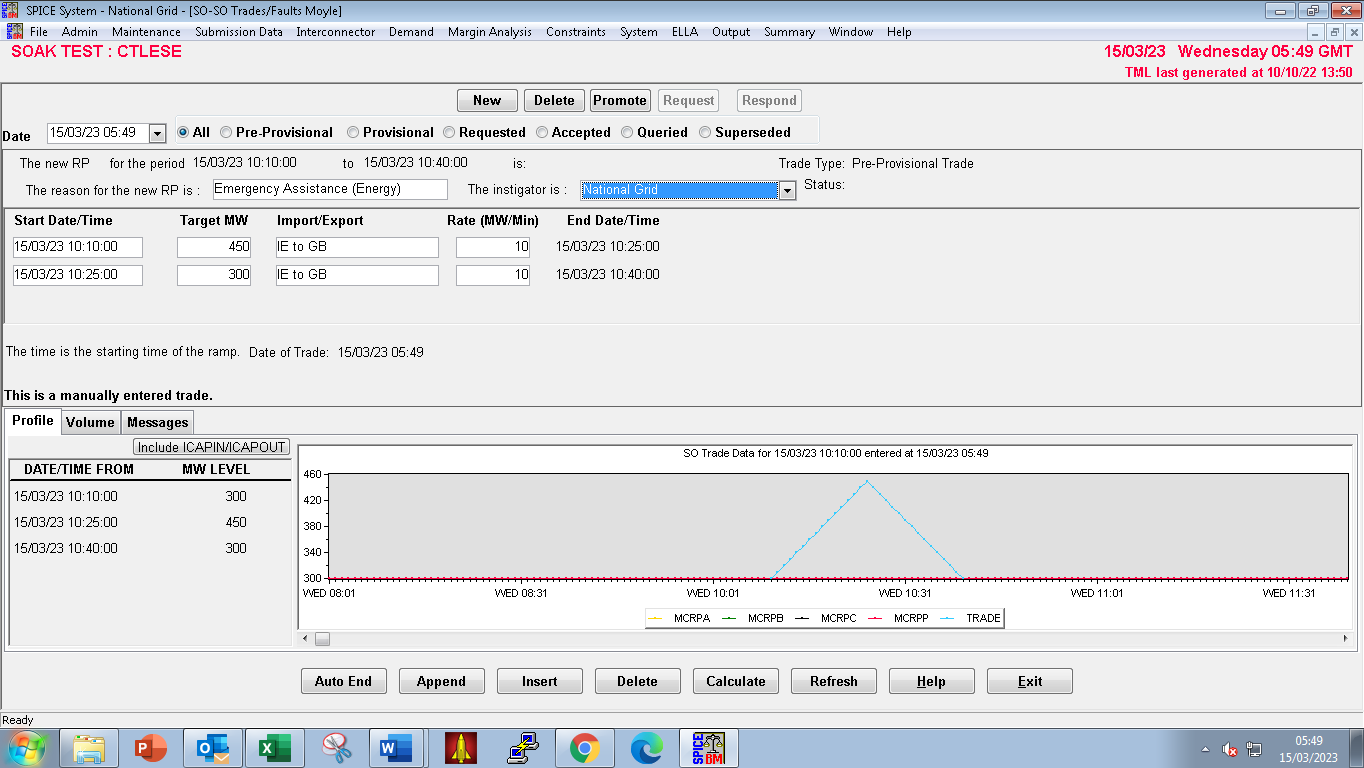 SPICE System - National Grid - [SO-SO Trades/Faults Moyle]
File Admin Maintenance Submission Data Interconnector Demand Margin Analysis Constraints System ELLA Output Summary Window Help
SOAK TEST : CTLESE
15/03/23 Wednesday 05:49 GMT
TML last generated at 10/10/22 13:50
New Delete Promote Request Respond
Date 15/03/23 05:49 All Pre-Provisional Provisional Requested Accepted Queried Superseded
The new RP for the period 15/03/23 10:10:00 to 15/03/23 10:40:00 is: Trade Type: Pre-Provisional Trade
The reason for the new RP is : Emergency Assistance (Energy) The instigator is : National Grid Status:
Start Date/Time Target MW Import/Export Rate (MW/Min) End Date/Time
15/03/23 10:10:00 450 IE to GB 10 15/03/23 10:25:00
15/03/23 10:25:00 300 IE to GB 10 15/03/23 10:40:00
The time is the starting time of the ramp. Date of Trade: 15/03/23 05:49
This is a manually entered trade.
Profile Volume Messages
Include ICAPIN/ICAPOUT
DATE/TIME FROM MW LEVEL
15/03/23 10:10:00 300
15/03/23 10:25:00 450
15/03/23 10:40:00 300
SO Trade Data for 15/03/23 10:10:00 entered at 15/03/23 05:49
460
420
380
340
300
WED 08:01 WED 08:31 WED 10:01 WED 10:31 WED 11:01 WED 11:31
MCRPA MCRPB MCRPC MCRPP TRADE
Auto End Append Insert Delete Calculate Refresh Help Exit
Ready
SPICE
BM
05:49
15/03/2023